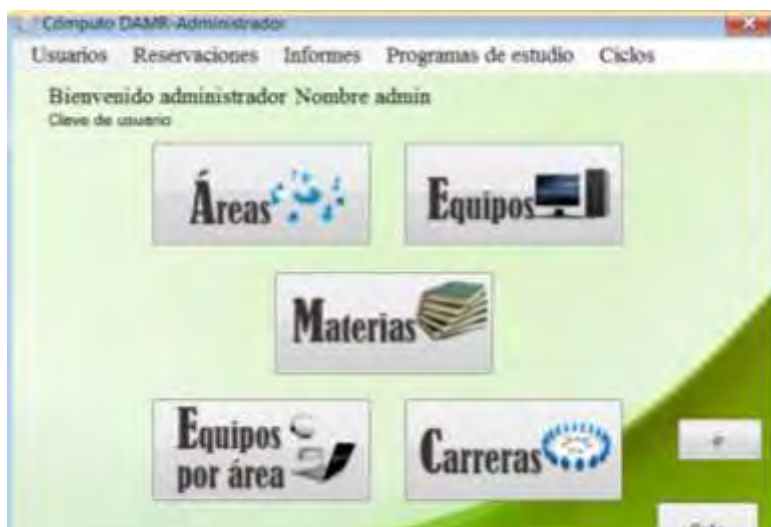 Cómputo DAMR-Administrador
Usuarios Reservaciones Informes Programas de estudio Ciclos
Bienvenido administrador Nombre admin
Clave de usuario
Áreas
Equipos
Materias
Equipos
por área
Carreras